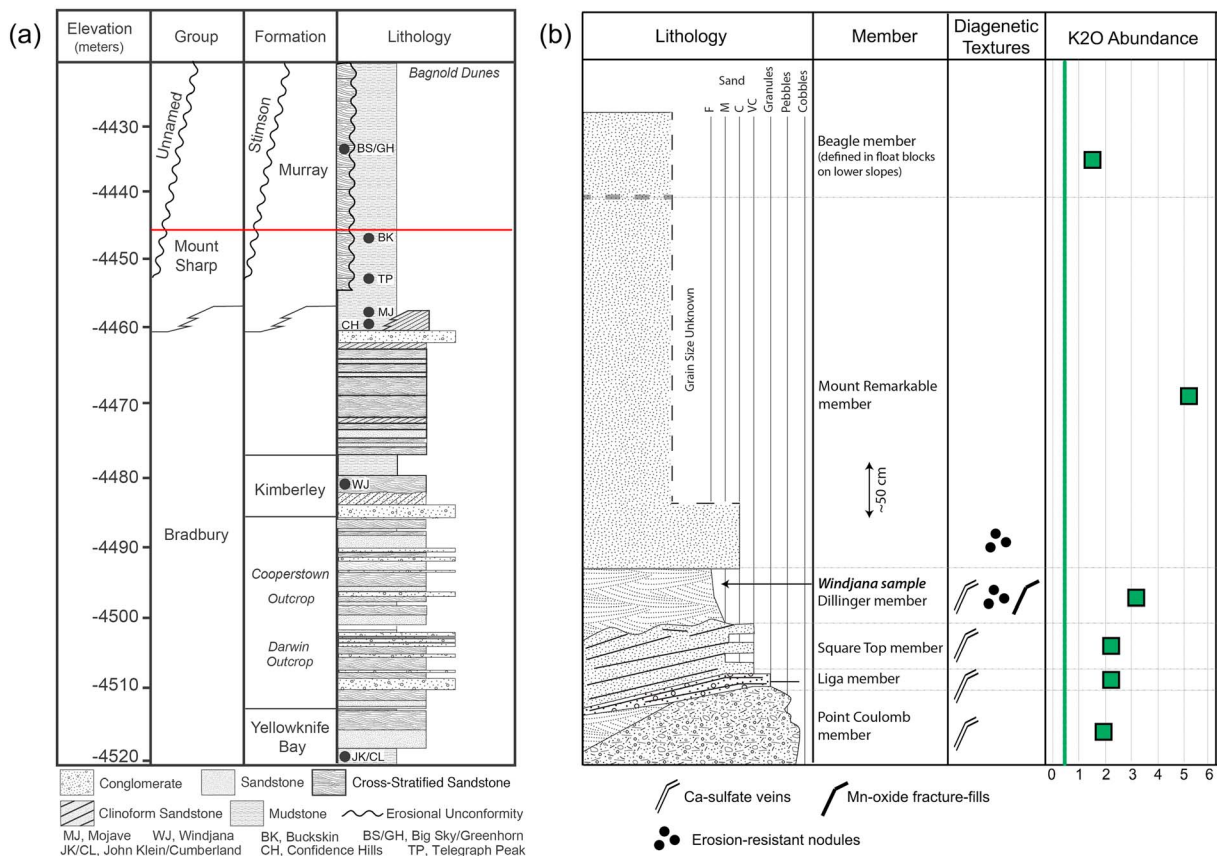 (a)
Elevation
(meters)
Group
Formation
Lithology
Bagnold Dunes
-4430
-4440
-4450
-4460
-4470
-4480
-4490
-4500
-4510
-4520
Unnamed
Mount
Sharp
Bradbury
Stimson
Murray
Kimberley
Cooperstown
Outcrop
Darwin
Outcrop
Yellowknife
Bay
BS/GH
BK
TP
MJ
CH
WJ
JK/CL
Conglomerate
Sandstone
Cross-Stratified Sandstone
Clinoform Sandstone
Mudstone
Erosional Unconformity
MJ, Mojave WJ, Windjana BK, Buckskin BS/GH, Big Sky/Greenhorn
JK/CL, John Klein/Cumberland CH, Confidence Hills TP, Telegraph Peak
(b)
Lithology
Member
Diagenetic
Textures
K2O Abundance
Sand
F
M
C
VC
Granules
Pebbles
Cobbles
Grain Size Unknown
~50 cm
Beagle member
(defined in float blocks
on lower slopes)
Mount Remarkable
member
Windjana sample
Dillinger member
Square Top member
Liga member
Point Coulomb
member
0 1 2 3 4 5 6
Ca-sulfate veins
Mn-oxide fracture-fills
Erosion-resistant nodules